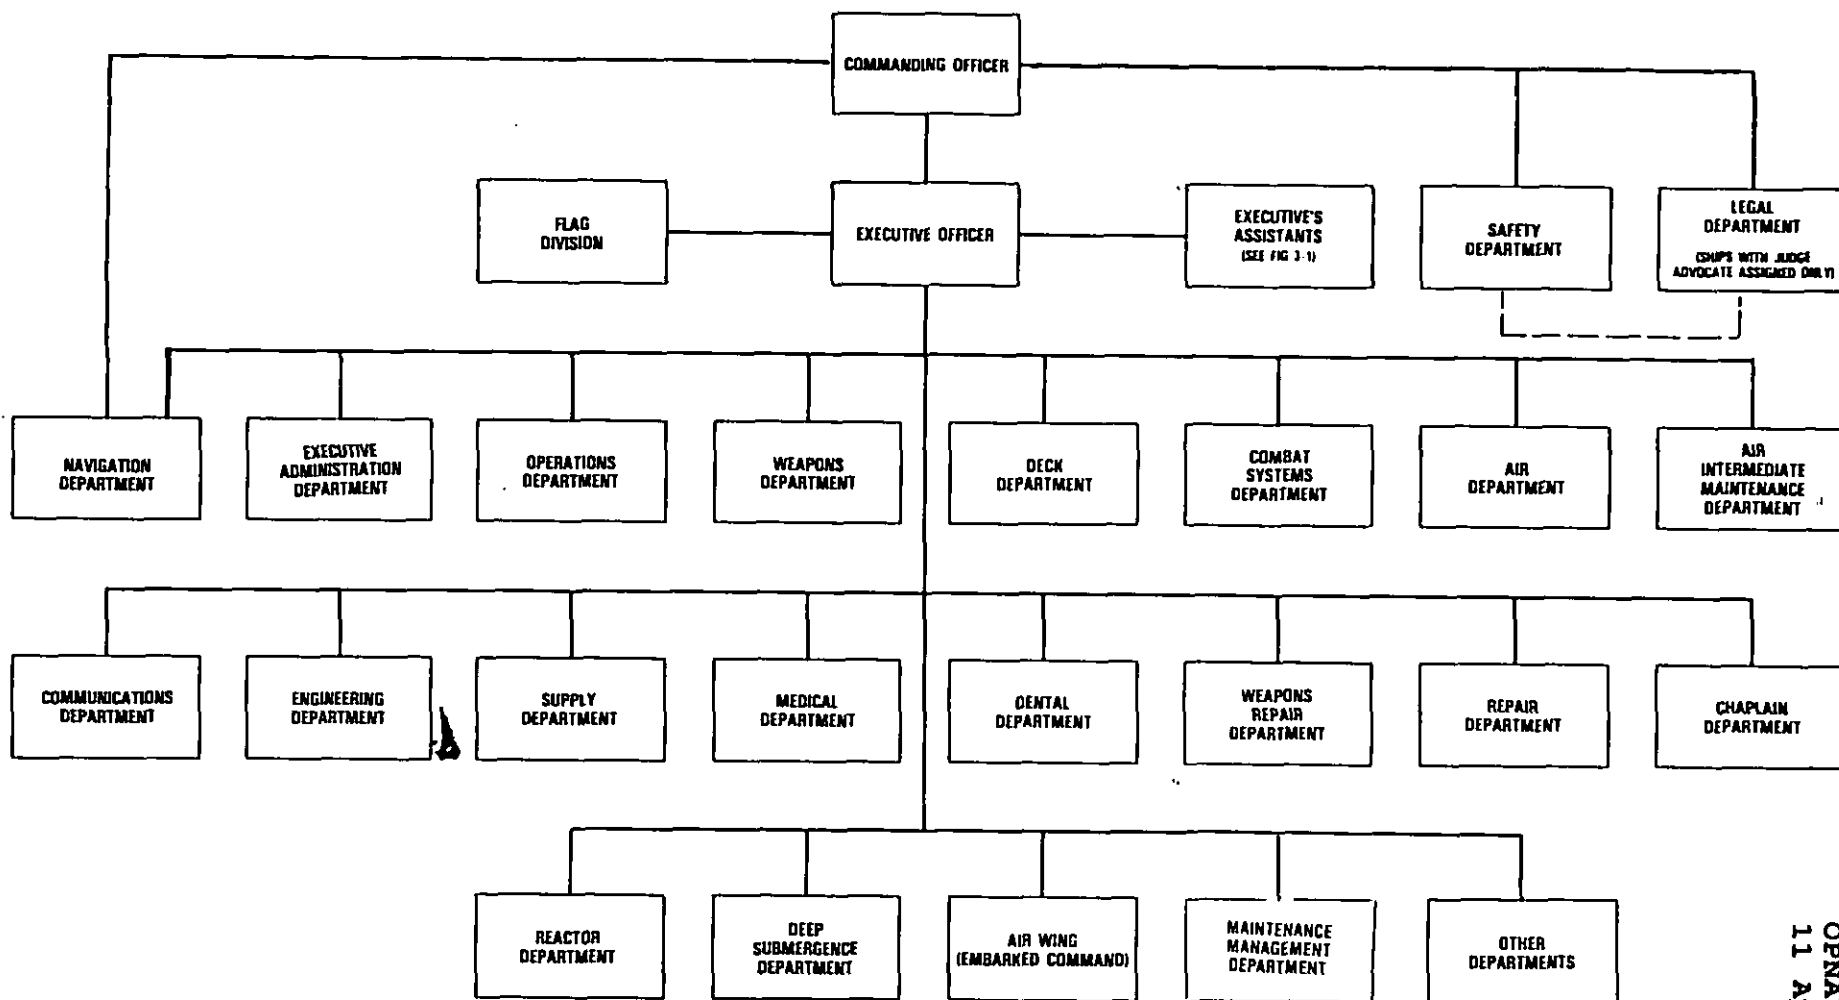 COMMANDING OFFICER
FLAG
DIVISION
EXECUTIVE OFFICER
EXECUTIVE'S
ASSISTANTS
(SEE FIG 3-1)
SAFETY
DEPARTMENT
LEGAL
DEPARTMENT
(SHIPS WITH JUDGE
ADVOCATE ASSIGNED ONLY)
NAVIGATION
DEPARTMENT
EXECUTIVE
ADMINISTRATION
DEPARTMENT
OPERATIONS
DEPARTMENT
WEAPONS
DEPARTMENT
DECK
DEPARTMENT
COMBAT
SYSTEMS
DEPARTMENT
AIR
DEPARTMENT
AIR
INTERMEDIATE
MAINTENANCE
DEPARTMENT
COMMUNICATIONS
DEPARTMENT
ENGINEERING
DEPARTMENT
SUPPLY
DEPARTMENT
MEDICAL
DEPARTMENT
DENTAL
DEPARTMENT
WEAPONS
REPAIR
DEPARTMENT
REPAIR
DEPARTMENT
CHAPLAIN
DEPARTMENT
REACTOR
DEPARTMENT
DEEP
SUBMERGENCE
DEPARTMENT
AIR WING
(EMBARKED COMMAND)
MAINTENANCE
MANAGEMENT
DEPARTMENT
OTHER
DEPARTMENTS
OPNA
11 A